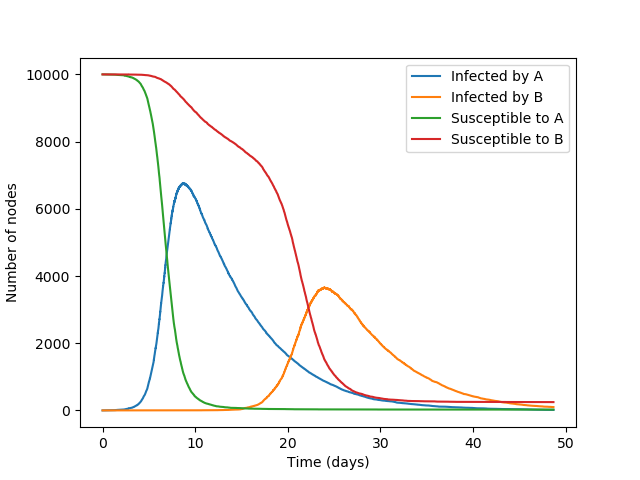 Infected by A
Infected by B
Susceptible to A
Susceptible to B
Number of nodes
10000
8000
6000
4000
2000
0
0 10 20 30 40 50
Time (days)